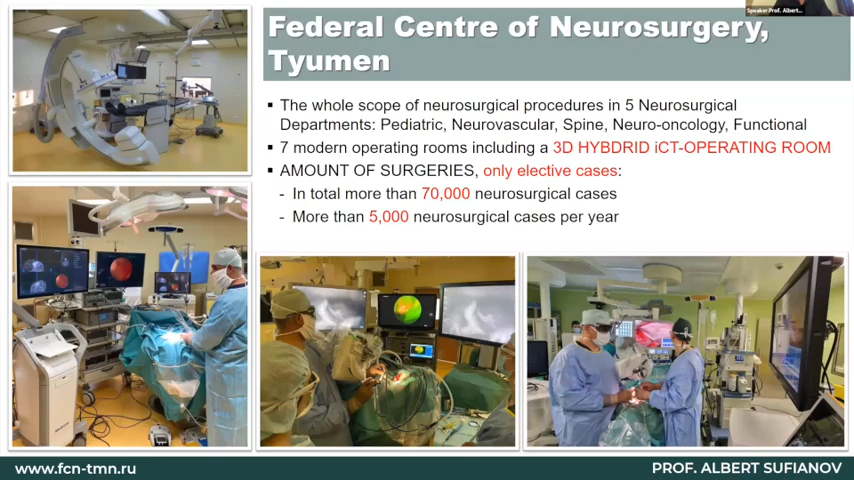 Speaker Prof. Albert...
Federal Centre of Neurosurgery,
Tyumen
▪ The whole scope of neurosurgical procedures in 5 Neurosurgical
Departments: Pediatric, Neurovascular, Spine, Neuro-oncology, Functional
▪ 7 modern operating rooms including a 3D HYBDRID iCT-OPERATING ROOM
▪ AMOUNT OF SURGERIES, only elective cases:
- In total more than 70,000 neurosurgical cases
- More than 5,000 neurosurgical cases per year
www.fcn-tmn.ru
PROF. ALBERT SUFIANOV